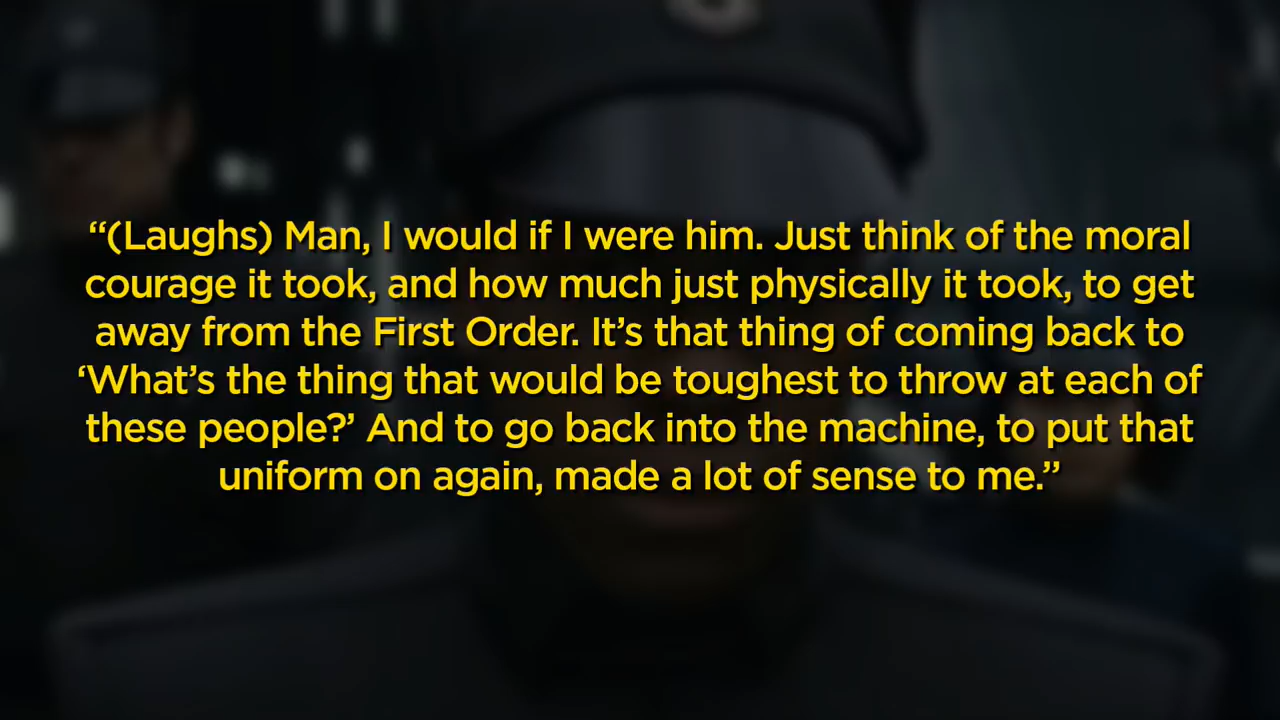 “(Laughs) Man, I would if I were him. Just think of the moral
courage it took, and how much just physically it took, to get
away from the First Order. It’s that thing of coming back to
‘What’s the thing that would be toughest to throw at each of
these people?’ And to go back into the machine, to put that
uniform on again, made a lot of sense to me.”